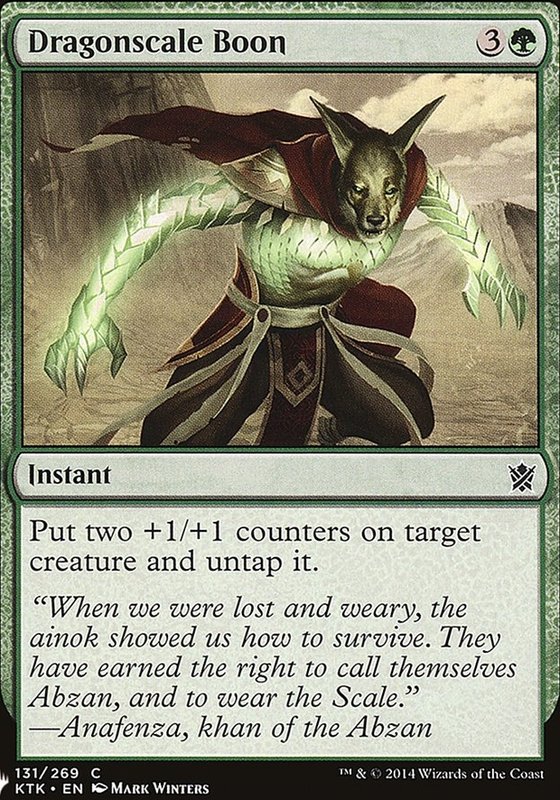 Dragonscale Boon 3
Instant
Put two +1/+1 counters on target
creature and untap it.
“When we were lost and weary, the
ainok showed us how to survive. They
have earned the right to call themselves
Abzan, and to wear the Scale.”
—Anafenza, khan of the Abzan
131/269 C
KTK • EN Mark Winters
™ & © 2014 Wizards of the Coast